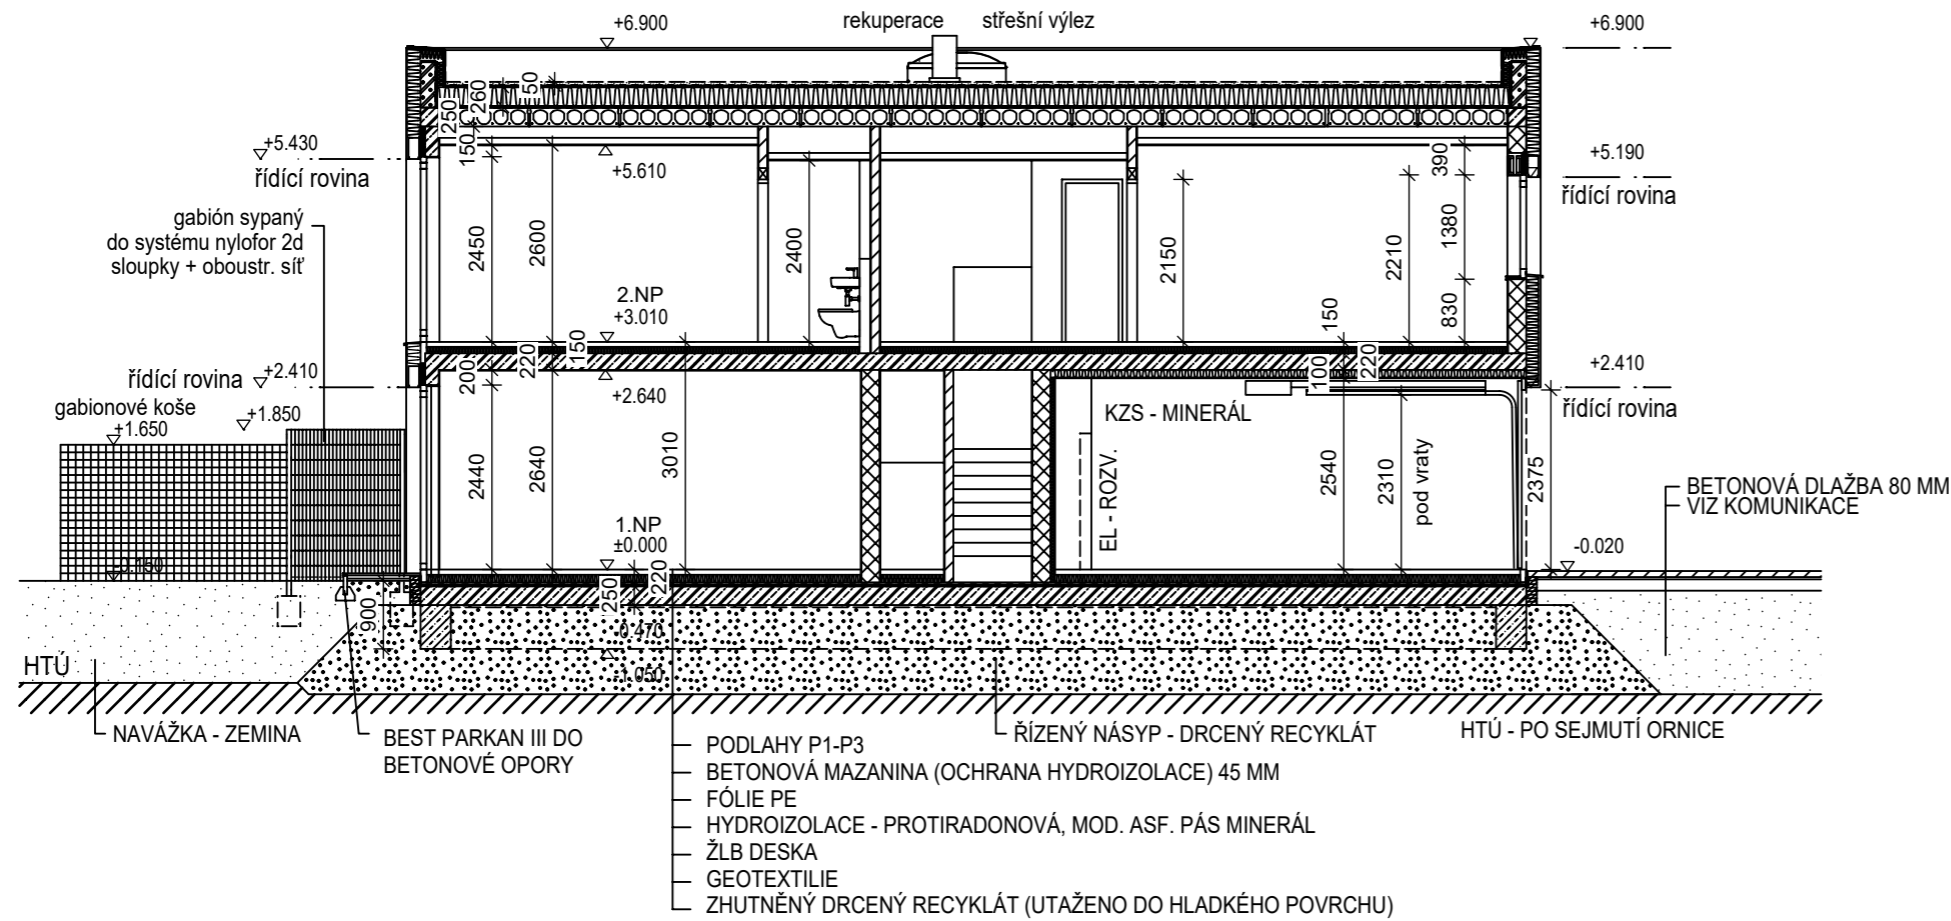 +6.900
rekuperace
střešní výlez
+6.900
50
260
250
150
+5.430
řídící rovina
+5.610
+5.190
řídící rovina
390
gabión sypaný
do systému nylofor 2d
sloupky + oboustr. síť
2450
2600
2400
2150
2210
1380
830
2.NP
+3.010
150
150
220
200
100
220
řídící rovina
+2.410
+2.640
+2.410
řídící rovina
gabionové koše
+1.650
+1.850
KZS - MINERÁL
EL - ROZV.
2440
2640
3010
2540
2310
pod vraty
2375
1.NP
±0.000
BETONOVÁ DLAŽBA 80 MM
VIZ KOMUNIKACE
-0.020
-0.150
220
250
900
-0.470
-1.050
HTÚ
NAVÁŽKA - ZEMINA
BEST PARKAN III DO
BETONOVÉ OPORY
ŘÍZENÝ NÁSYP - DRCENÝ RECYKLÁT
HTÚ - PO SEJMUTÍ ORNICE
PODLAHY P1-P3
BETONOVÁ MAZANINA (OCHRANA HYDROIZOLACE) 45 MM
FÓLIE PE
HYDROIZOLACE - PROTIRADONOVÁ, MOD. ASF. PÁS MINERÁL
ŽLB DESKA
GEOTEXTILIE
ZHUTNĚNÝ DRCENÝ RECYKLÁT (UTAŽENO DO HLADKÉHO POVRCHU)